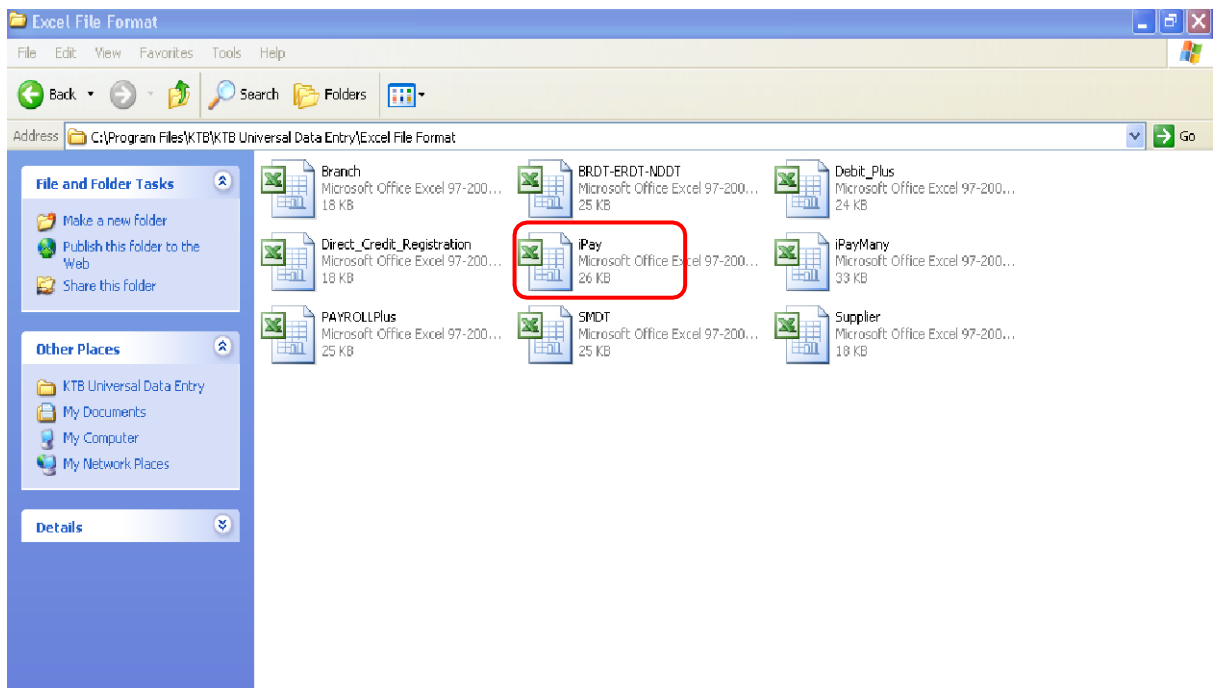 Excel File Format
File Edit View Favorites Tools Help
Back Search Folders
Address C:\Program Files\KTB\KTB Universal Data Entry\Excel File Format Go
File and Folder Tasks
Make a new folder
Publish this folder to the
Web
Share this folder
Other Places
KTB Universal Data Entry
My Documents
My Computer
My Network Places
Details
Branch
Microsoft Office Excel 97-200...
18 KB
BRDT-ERDT-NDDT
Microsoft Office Excel 97-200...
25 KB
Debit_Plus
Microsoft Office Excel 97-200...
24 KB
Direct_Credit_Registration
Microsoft Office Excel 97-200...
18 KB
iPay
Microsoft Office Excel 97-200...
26 KB
iPayMany
Microsoft Office Excel 97-200...
33 KB
PAYROLLPlus
Microsoft Office Excel 97-200...
25 KB
SMDT
Microsoft Office Excel 97-200...
25 KB
Supplier
Microsoft Office Excel 97-200...
18 KB